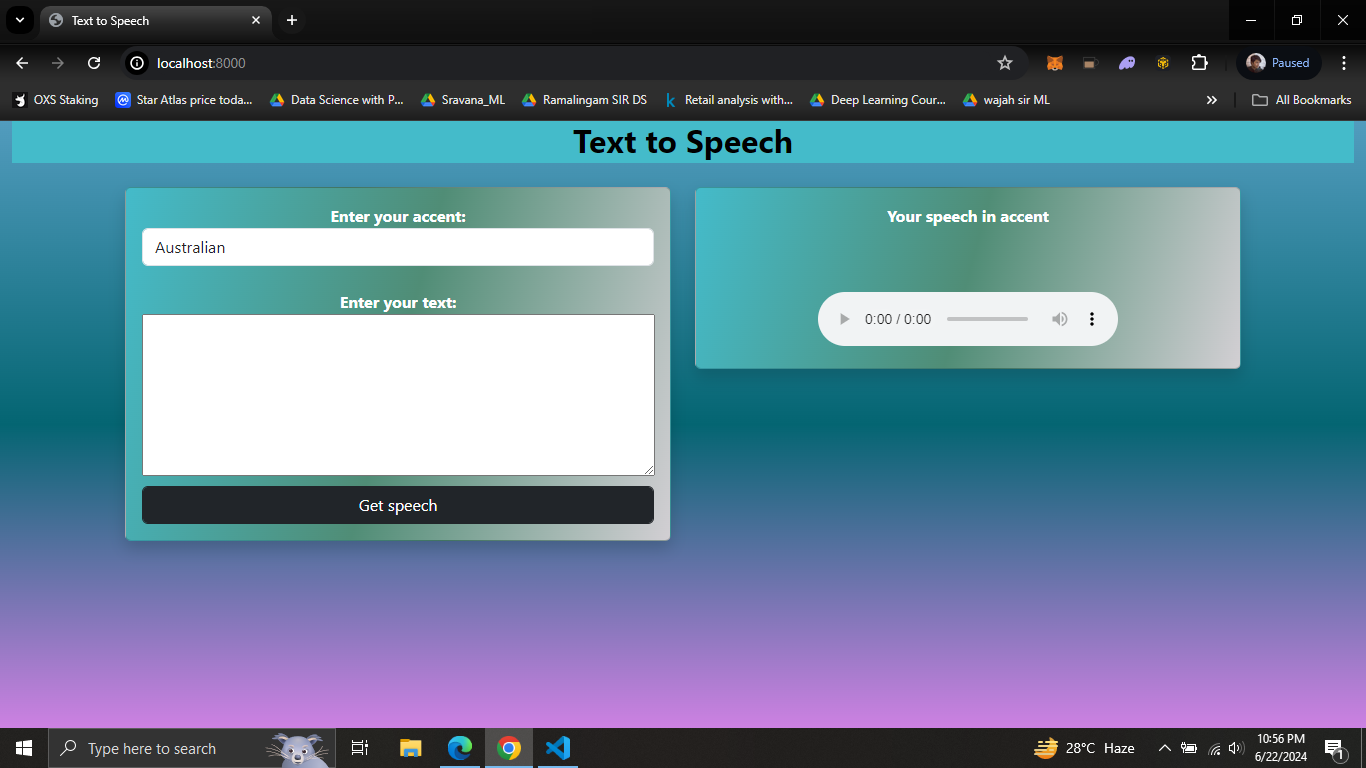 Text to Speech
localhost:8000
Paused
OXS Staking
Star Atlas price toda...
Data Science with P...
Sravana_ML
Ramalingam SIR DS
Retail analysis with...
Deep Learning Cour...
wajah sir ML
All Bookmarks
Text to Speech
Enter your accent:
Australian
Enter your text:
Get speech
Your speech in accent
0:00 / 0:00
Type here to search
28°C Haze
10:56 PM
6/22/2024
1